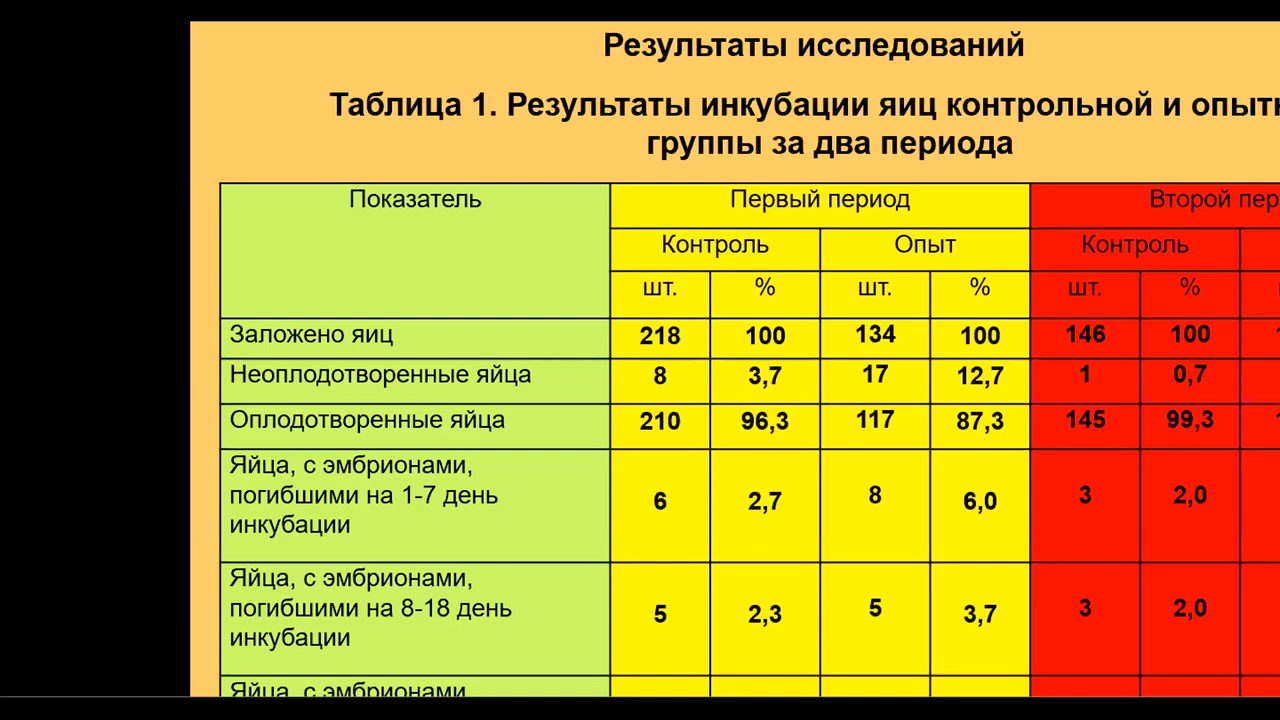 Результаты исследований
Таблица 1. Результаты инкубации яиц контрольной и
группы за два периода
Показатель Первый период Второй
Контроль Опыт Контроль
шт. % шт. % шт. %
Заложено яиц 218 100 134 100 146 100
Неоплодотворенные яйца 8 3,7 17 12,7 1 0,7
Оплодотворенные яйца 210 96,3 117 87,3 145 99,3
Яйца, с эмбрионами,
погибшими на 1-7 день 6 2,7 8 6,0 3 2,0
инкубации
Яйца, с эмбрионами,
погибшими на 8-18 день 5 2,3 5 3,7 3 2,0
инкубации
Яйца, с эмбрионами